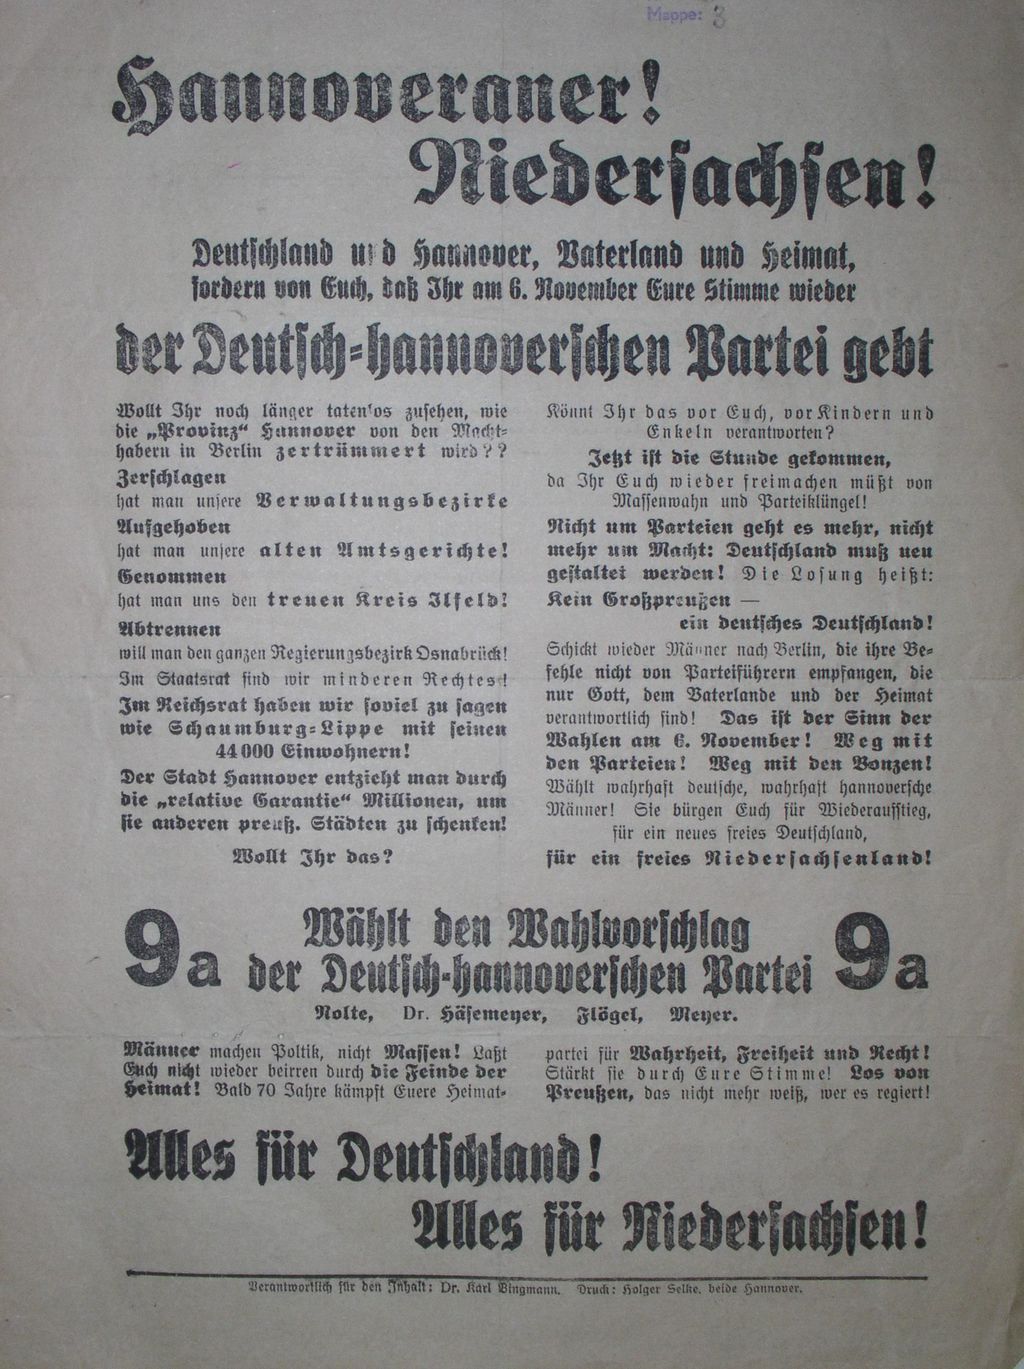 Mappe: 3
Hannoveraner!
Niedersachsen!
Deutschland und Hannover, Vaterland und Heimat,
fordern von Euch, daß Ihr am 6. November Eure Stimme wieder
der Deutsch-hannoverschen Partei gebt
Wollt Ihr noch länger tatenlos zusehen, wie
die „Provinz“ Hannover von den Macht-
habern in Berlin zertrümmert wird??
Zerschlagen
hat man unsere Verwaltungsbezirke
Aufgehoben
hat man unsere alten Amtsgerichte!
Genommen
hat man uns den treuen Kreis Ilfeld!
Abtrennen
will man den ganzen Regierungsbezirk Osnabrück!
Im Staatsrat sind wir minderen Rechtes!
Im Reichsrat haben wir soviel zu sagen
wie Schaumburg-Lippe mit seinen
44000 Einwohnern!
Der Stadt Hannover entzieht man durch
die „relative Garantie“ Millionen, um
sie anderen preuß. Städten zu schenken!
Wollt Ihr das?
Könnt Ihr das vor Euch, vor Kindern und
Enkeln verantworten?
Jetzt ist die Stunde gekommen,
da Ihr Euch wieder freimachen müßt von
Massenwahn und Parteiklüngel!
Nicht um Parteien geht es mehr, nicht
mehr um Macht: Deutschland muß neu
gestaltet werden! Die Losung heißt:
Kein Großpreußen —
ein deutsches Deutschland!
Schickt wieder Männer nach Berlin, die ihre Be-
fehle nicht von Parteiführern empfangen, die
nur Gott, dem Vaterlande und der Heimat
verantwortlich sind! Das ist der Sinn der
Wahlen am 6. November! Weg mit
den Parteien! Weg mit den Bonzen!
Wählt wahrhaft deutsche, wahrhaft hannoversche
Männer! Sie bürgen Euch für Wiederaufstieg,
für ein neues freies Deutschland,
für ein freies Niedersachsenland!
9a Wählt den Wahlvorschlag 9a
der Deutsch-hannoverschen Partei
Nolte, Dr. Häsemeyer, Flögel, Meyer.
Männer machen Poltik, nicht Massen! Laßt
Euch nicht wieder beirren durch die Feinde der
Heimat! Bald 70 Jahre kämpft Euere Heimat-
partei für Wahrheit, Freiheit und Recht!
Stärkt sie durch Eure Stimme! Los von
Preußen, das nicht mehr weiß, wer es regiert!
Alles für Deutschland!
Alles für Niedersachsen!
Verantwortlich für den Inhalt: Dr. Karl Bingmann. Druck: Holger Selke, beide Hannover.